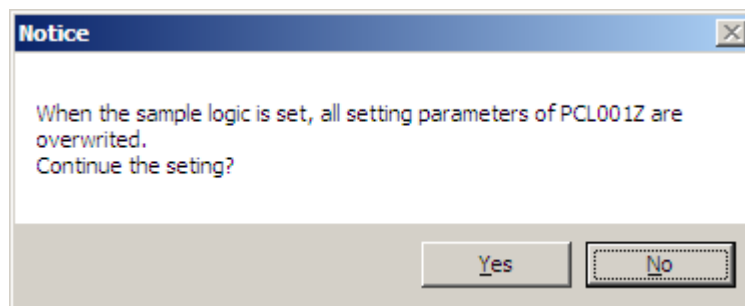 Notice
When the sample logic is set, all setting parameters of PCL001Z are
overwrited.
Continue the seting?
Yes
No